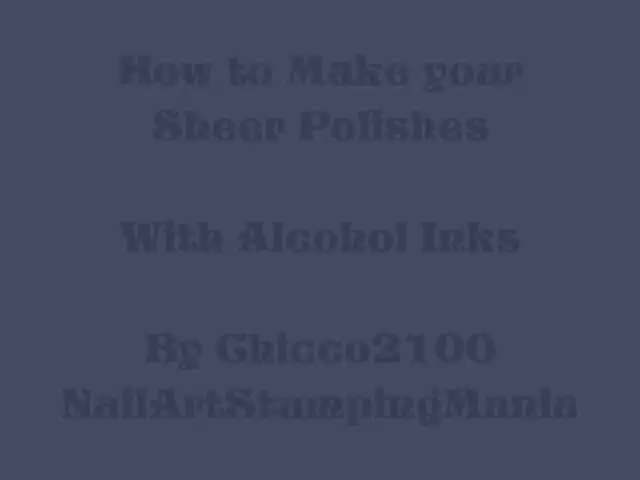 How to Make your
Sheer Polishes
With Alcohol Inks
By Chicco2100
NailArtStampingMania